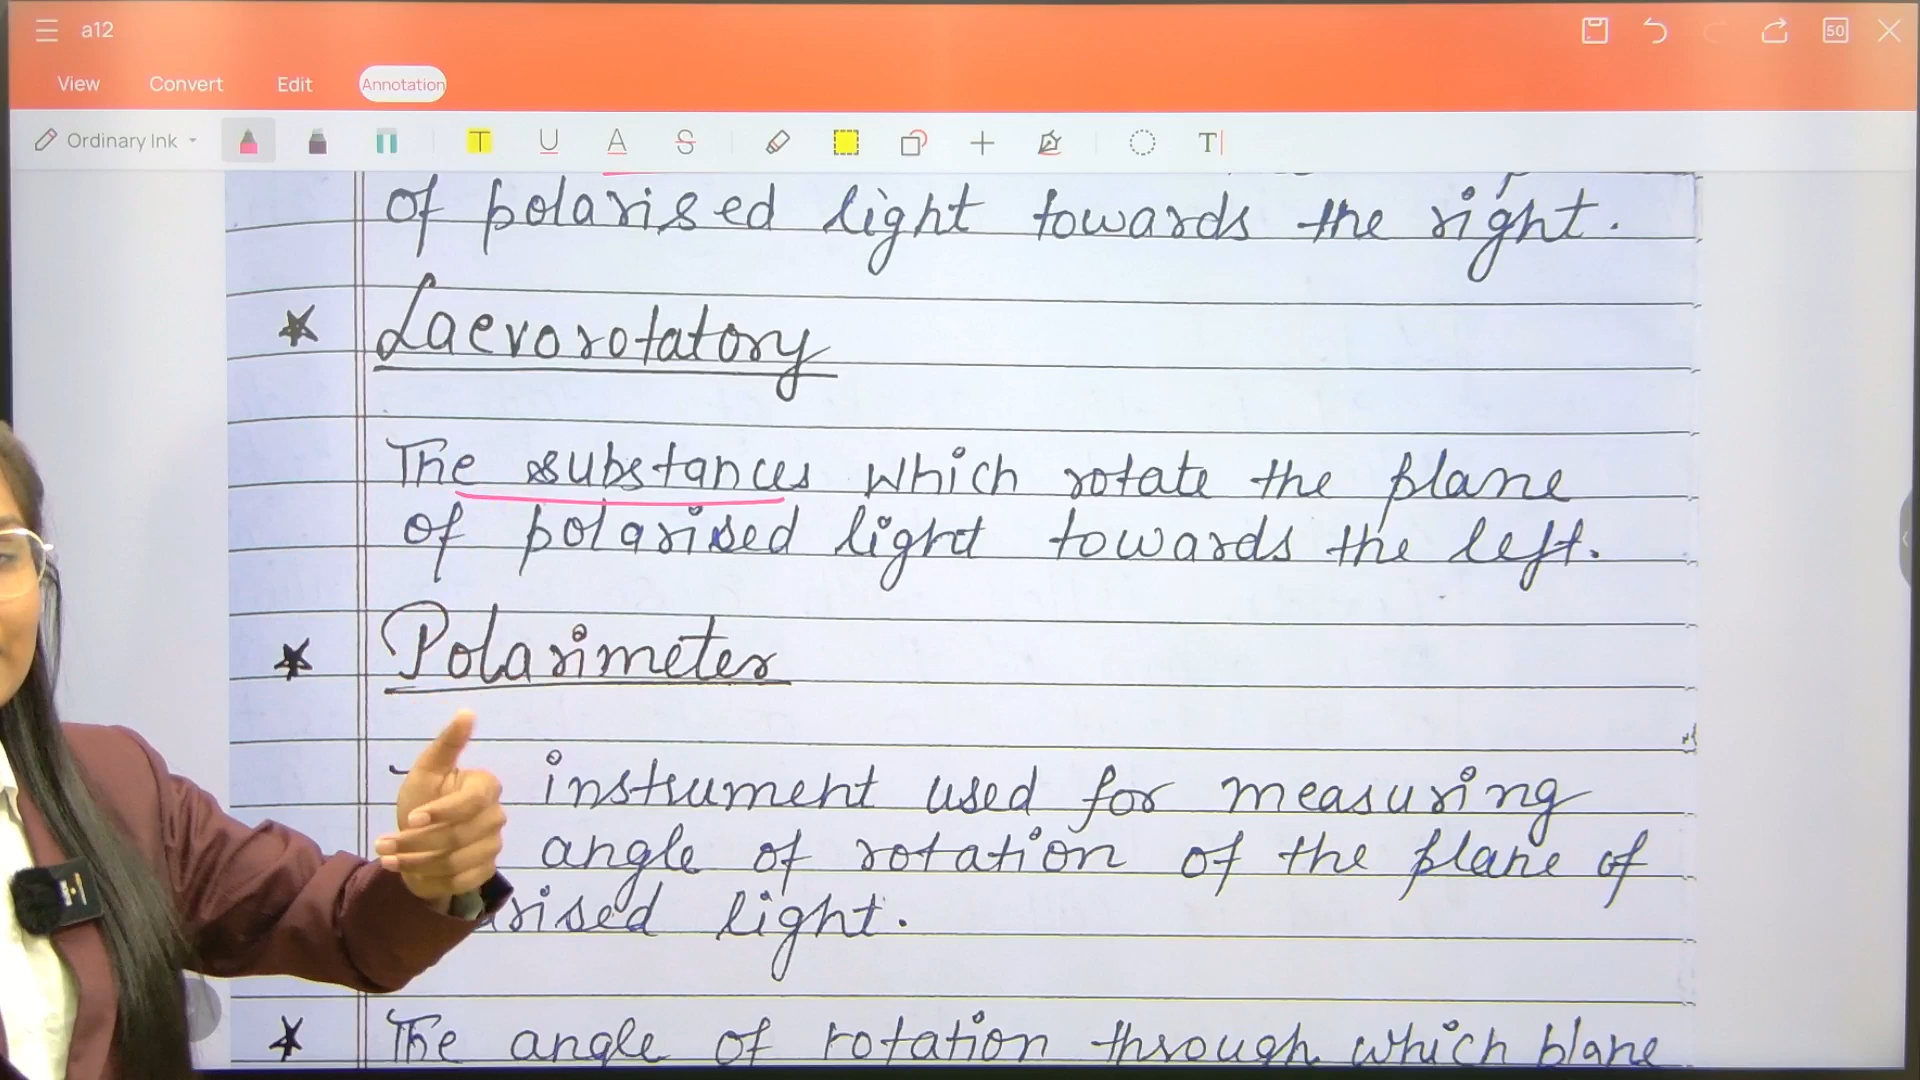 a12
50
View Convert Edit Annotation
Ordinary Ink T U A S T
of polarised light towards the right.
Laevorotatory
The substances which rotate the plane
of polarised light towards the left.
Polarimeter
instrument used for measuring
angle of rotation of the plane of
light.
The angle of rotation through which plane